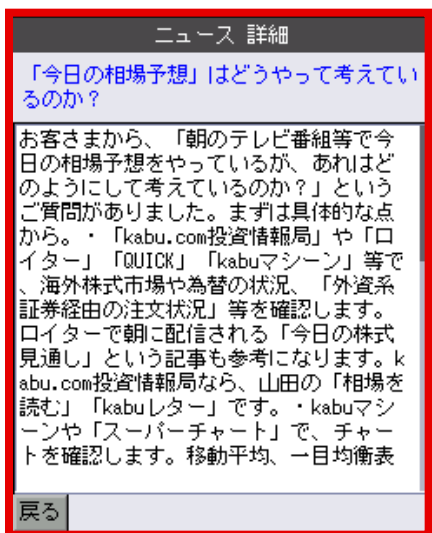 ニュース 詳細
「今日の相場予想」はどうやって考えてい
るのか？
お客さまから、「朝のテレビ番組等で今
日の相場予想をやっているが、あれはど
のようにして考えているのか？」という
ご質問がありました。まずは具体的な点
から。・「kabu.com投資情報局」や「ロ
イター」「QUICK」「kabuマシーン」等で
、海外株式市場や為替の状況、「外資系
証券経由の注文状況」等を確認します。
ロイターで朝に配信される「今日の株式
見通し」という記事も参考になります。k
abu.com投資情報局なら、山田の「相場を
読む」「kabuレター」です。・kabuマシ
ーンや「スーパーチャート」で、チャー
トを確認します。移動平均、一目均衡表
戻る